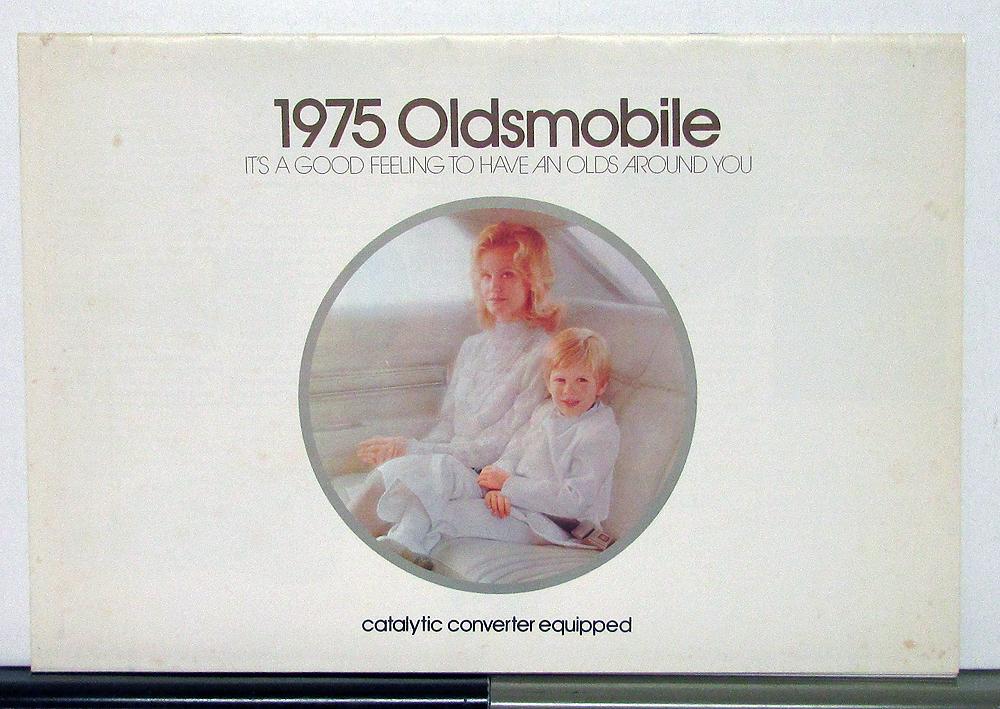 1975 Oldsmobile
IT'S A GOOD FEELING TO HAVE AN OLDS AROUND YOU
catalytic converter equipped